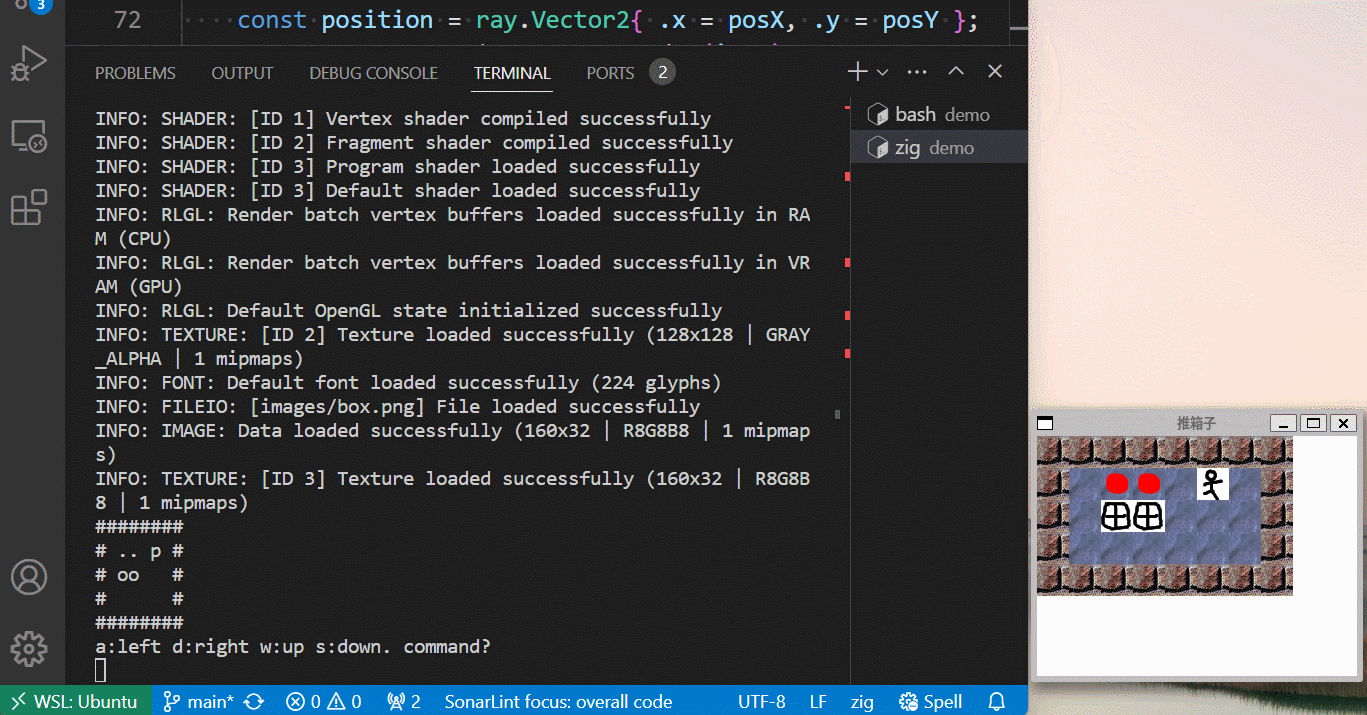 3
72 const position = ray.Vector2{ .x = posX, .y = posY };
PROBLEMS OUTPUT DEBUG CONSOLE TERMINAL PORTS 2
INFO: SHADER: [ID 1] Vertex shader compiled successfully
INFO: SHADER: [ID 2] Fragment shader compiled successfully
INFO: SHADER: [ID 3] Program shader loaded successfully
INFO: SHADER: [ID 3] Default shader loaded successfully
INFO: RLGL: Render batch vertex buffers loaded successfully in RA
M (CPU)
INFO: RLGL: Render batch vertex buffers loaded successfully in VR
AM (GPU)
INFO: RLGL: Default OpenGL state initialized successfully
INFO: TEXTURE: [ID 2] Texture loaded successfully (128x128 | GRAY
_ALPHA | 1 mipmaps)
INFO: FONT: Default font loaded successfully (224 glyphs)
INFO: FILEIO: [images/box.png] File loaded successfully
INFO: IMAGE: Data loaded successfully (160x32 | R8G8B8 | 1 mipmap
s)
INFO: TEXTURE: [ID 3] Texture loaded successfully (160x32 | R8G8B
8 | 1 mipmaps)
########
# .. p #
# oo   #
#      #
########
a:left d:right w:up s:down. command?
bash demo
zig demo
推箱子
WSL: Ubuntu main* 0 0 2 SonarLint focus: overall code UTF-8 LF zig Spell